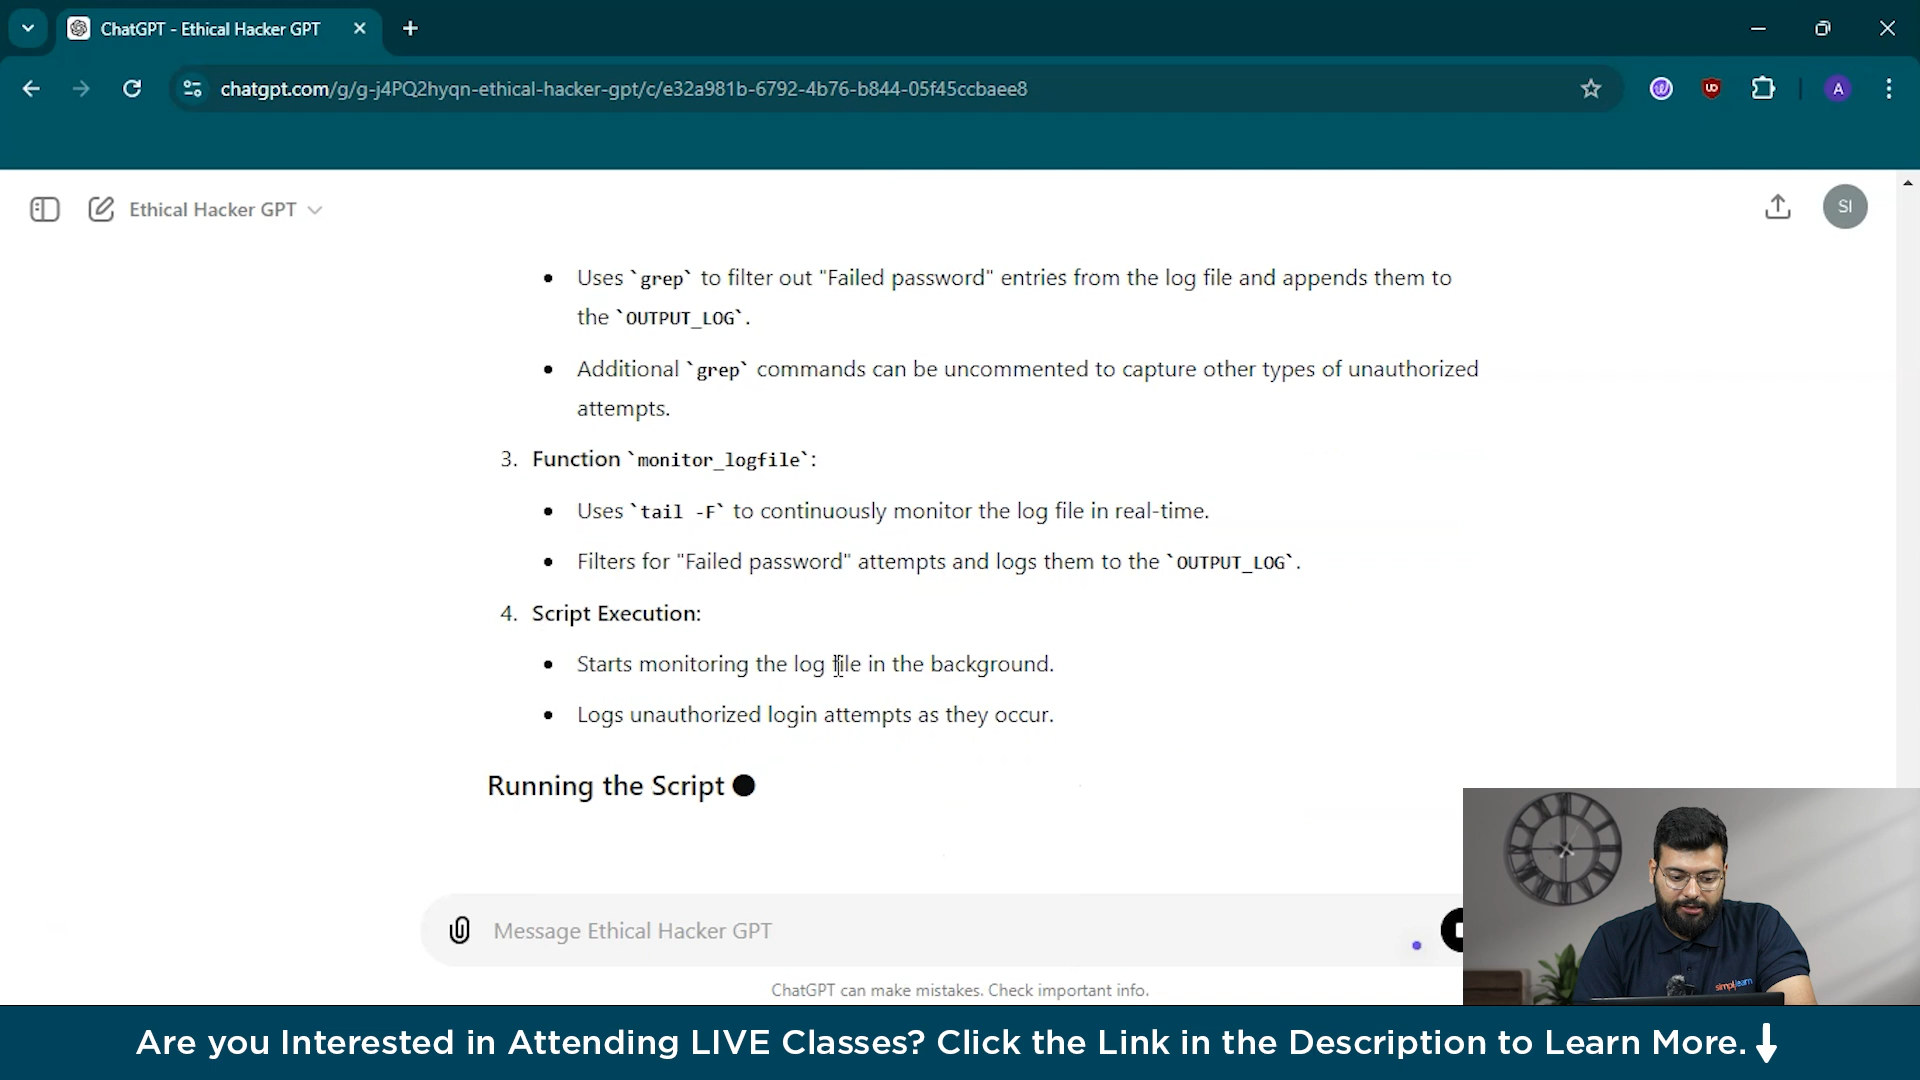 ChatGPT - Ethical Hacker GPT
chatgpt.com/g/g-j4PQ2hyqn-ethical-hacker-gpt/c/e32a981b-6792-4b76-b844-05f45ccbaee8
A
Ethical Hacker GPT
SI
• Uses `grep` to filter out "Failed password" entries from the log file and appends them to
the `OUTPUT_LOG`.
• Additional `grep` commands can be uncommented to capture other types of unauthorized
attempts.
3. Function `monitor_logfile`:
• Uses `tail -F` to continuously monitor the log file in real-time.
• Filters for "Failed password" attempts and logs them to the `OUTPUT_LOG`.
4. Script Execution:
• Starts monitoring the log file in the background.
• Logs unauthorized login attempts as they occur.
Running the Script
Message Ethical Hacker GPT
simplilearn
ChatGPT can make mistakes. Check important info.
Are you Interested in Attending LIVE Classes? Click the Link in the Description to Learn More.